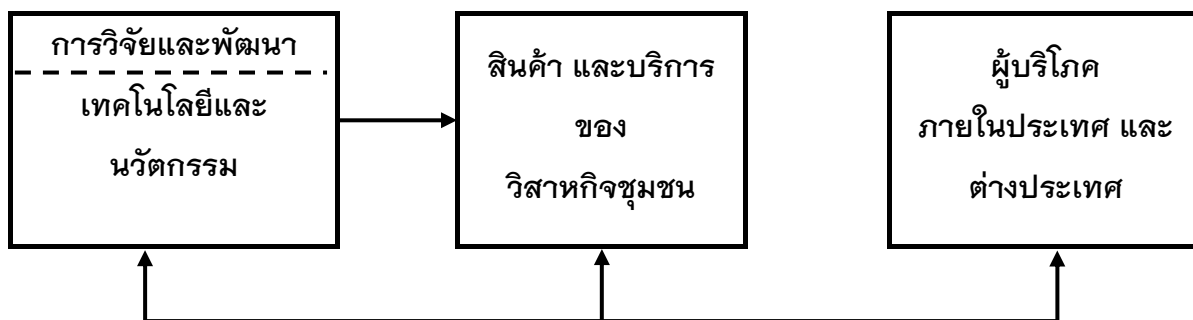 การวิจัยและพัฒนา
เทคโนโลยีและ
นวัตกรรม
สินค้า และบริการ
ของ
วิสาหกิจชุมชน
ผู้บริโภค
ภายในประเทศ และ
ต่างประเทศ